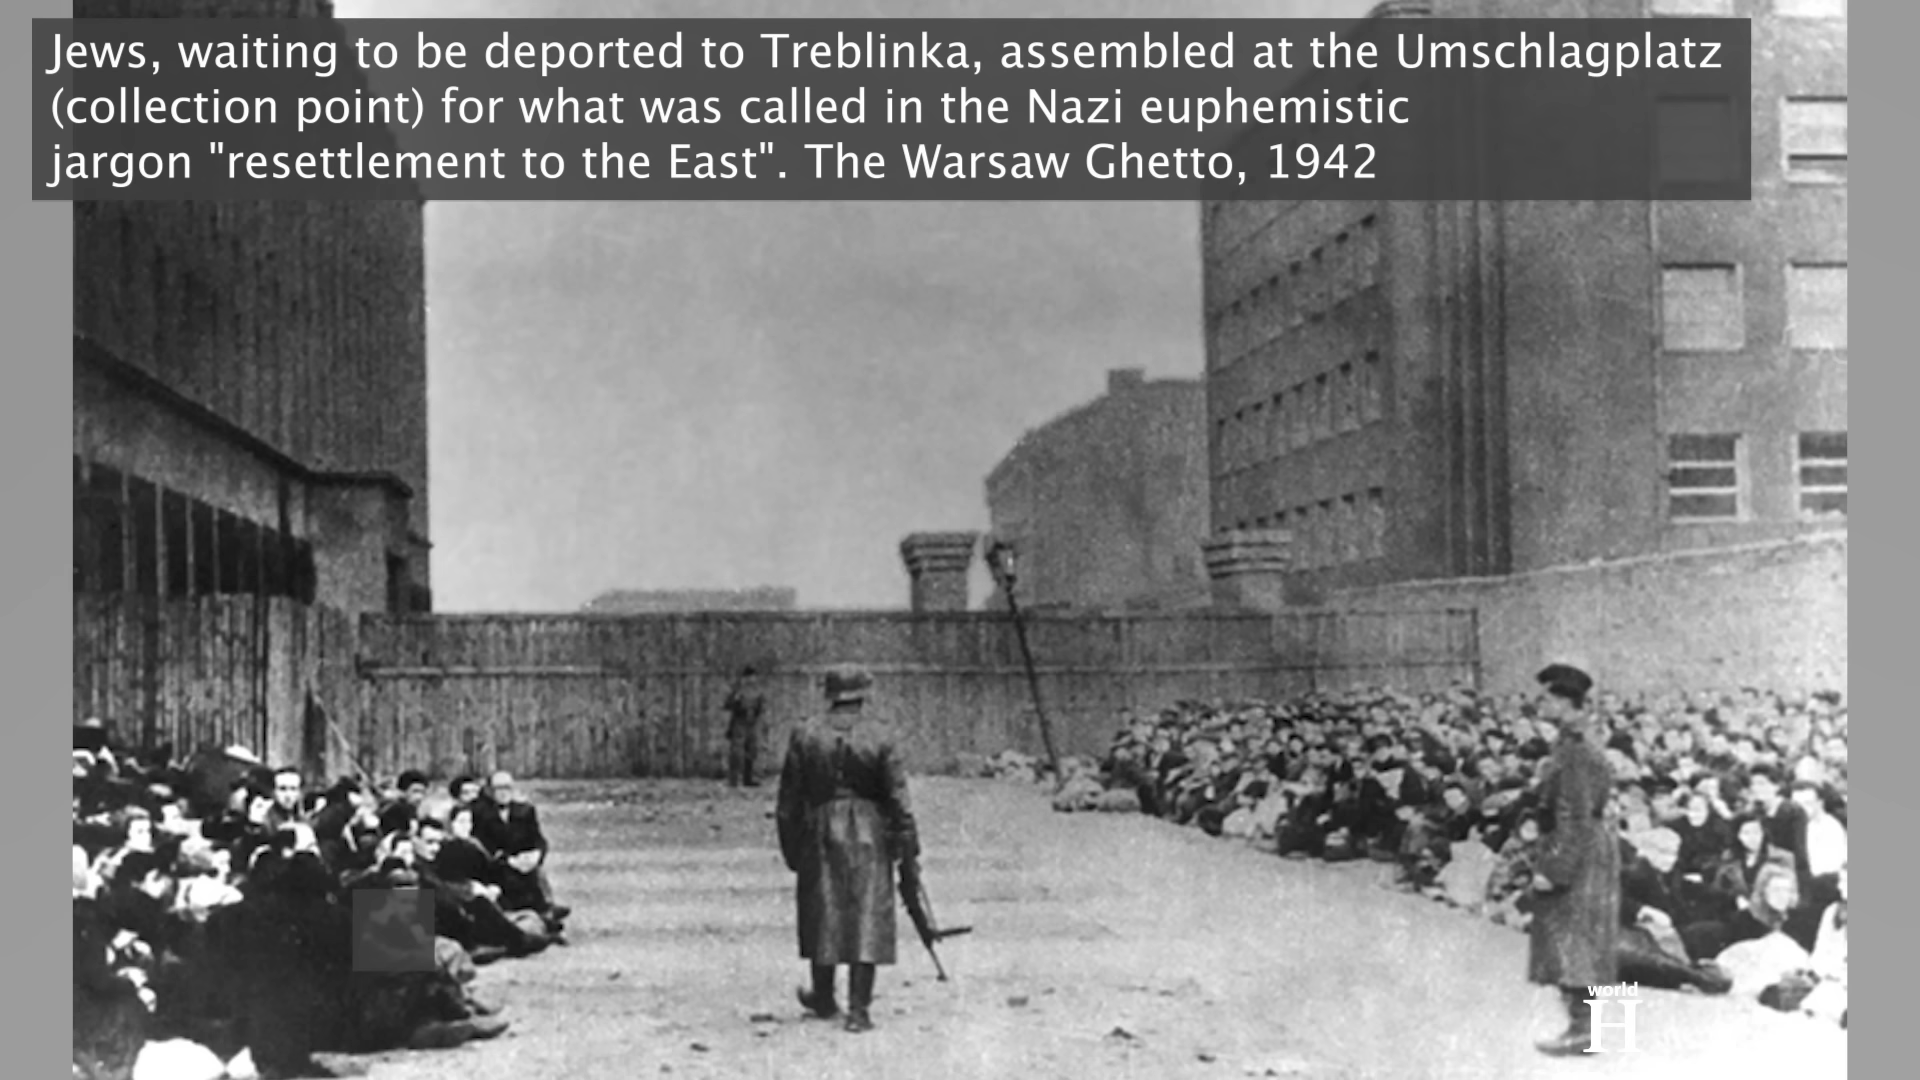 Jews, waiting to be deported to Treblinka, assembled at the Umschlagplatz
(collection point) for what was called in the Nazi euphemistic
jargon "resettlement to the East". The Warsaw Ghetto, 1942
world
H